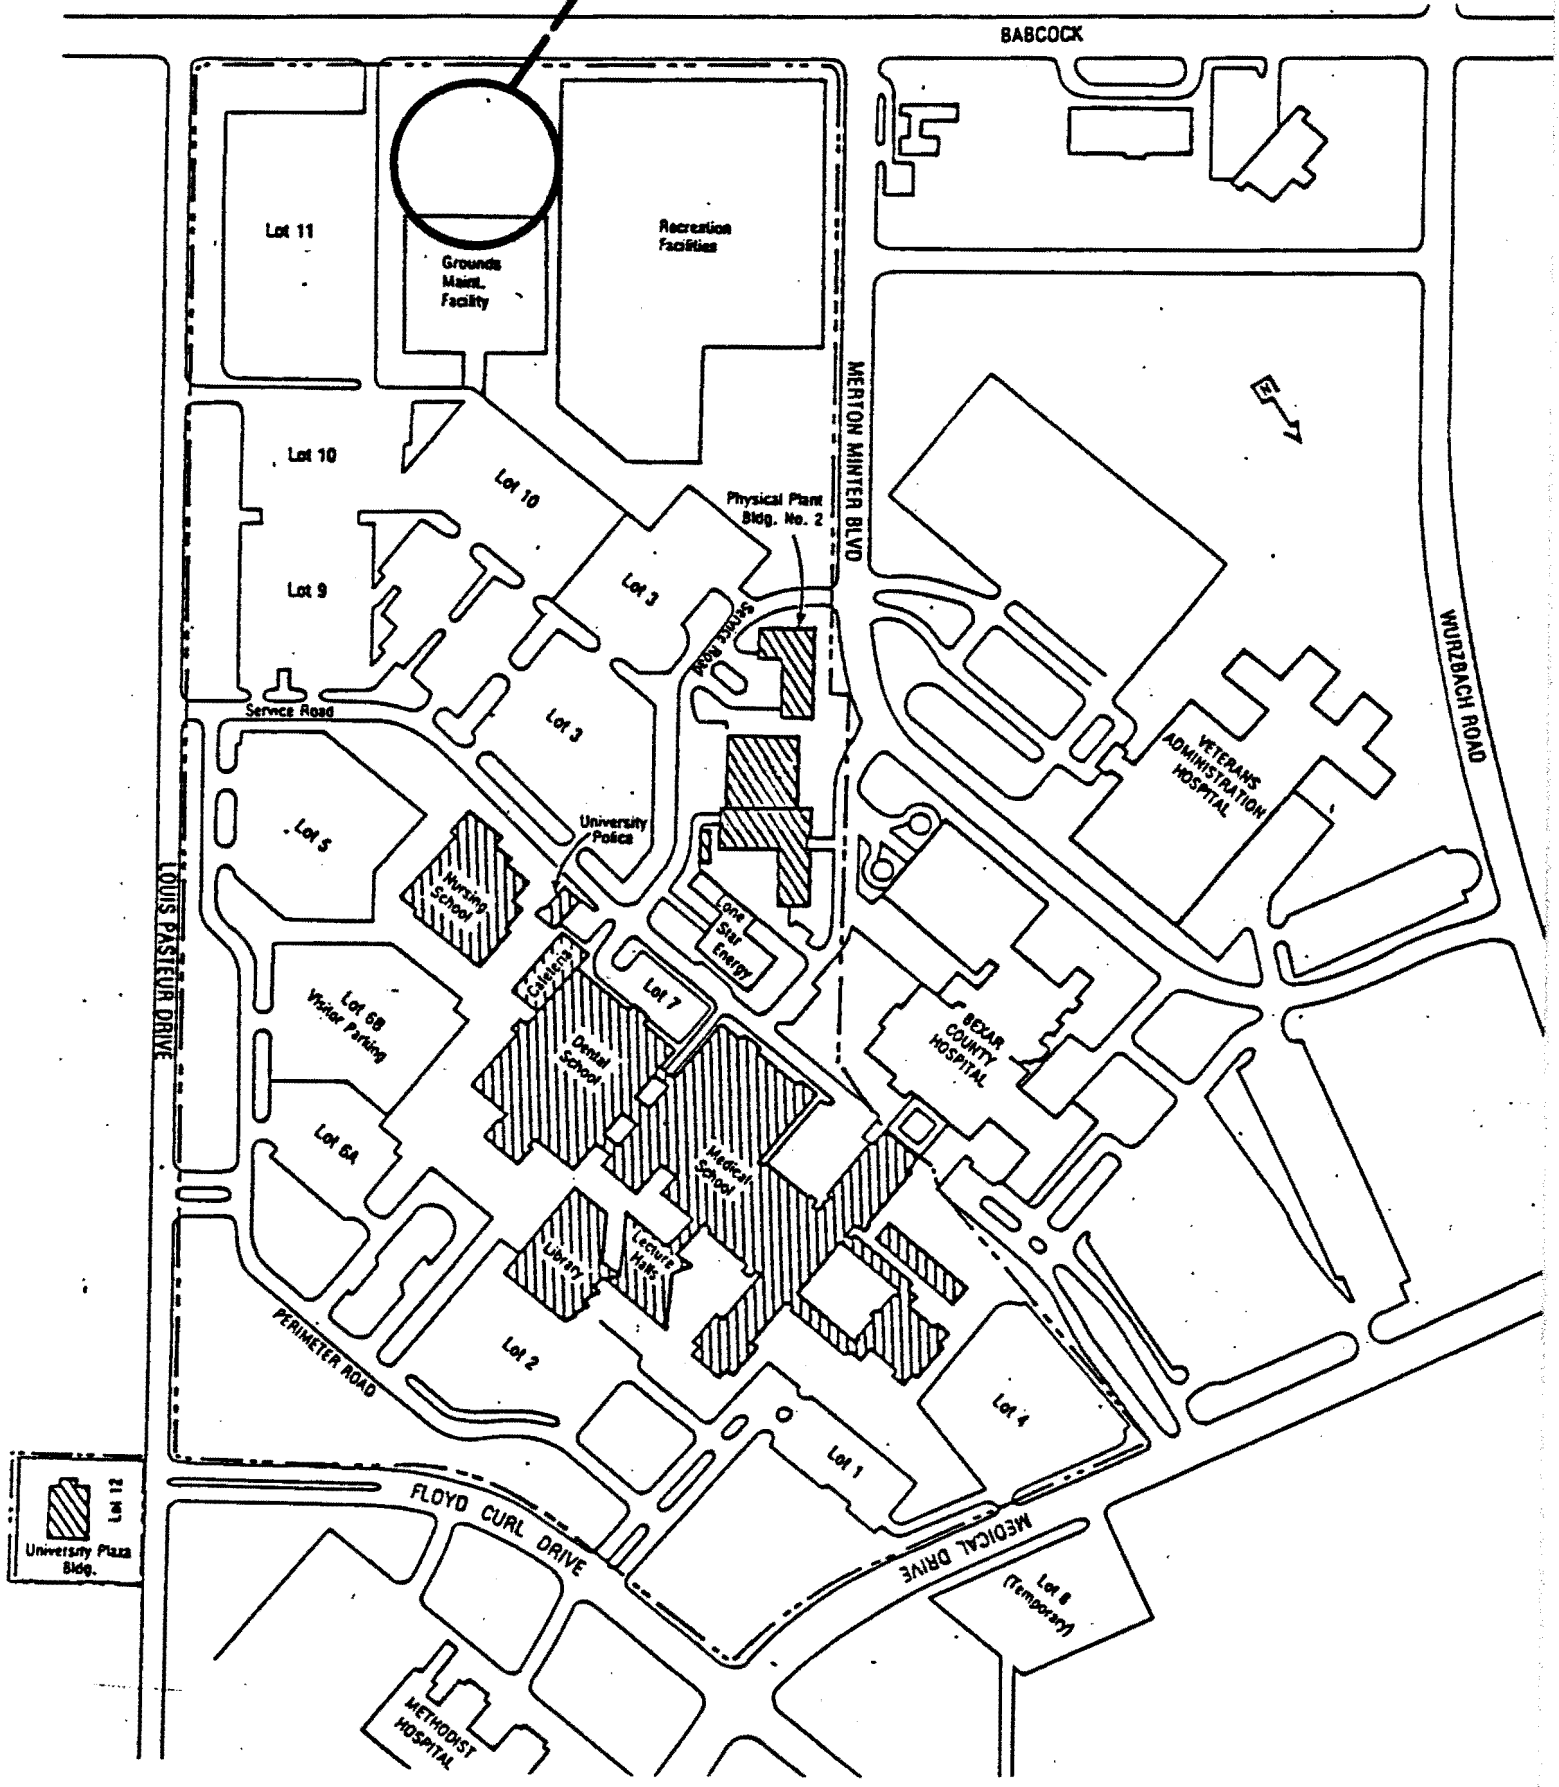 BABCOCK
Lot 11
Grounds
Maint.
Facility
Recreation
Facilities
MERTON MINTER BLVD
N
Lot 10
Lot 10
Physical Plant
Bldg. No. 2
Lot 9
Lot 3
Service Road
WURZBACH ROAD
Service Road
Lot 3
VETERANS
ADMINISTRATION
HOSPITAL
Lot 5
University
Police
LOUIS PASTEUR DRIVE
Nursing
School
Lone
Star
Energy
Cafeteria
Lot 7
Lot 6B
Visitor Parking
BEXAR
COUNTY
HOSPITAL
Dental
School
Lot 6A
Medical
School
Library
Lecture
Halls
PERIMETER ROAD
Lot 2
Lot 4
Lot 1
Lot 12
University Plaza
Bldg.
FLOYD CURL DRIVE
MEDICAL DRIVE
Lot 8
(Temporary)
METHODIST
HOSPITAL